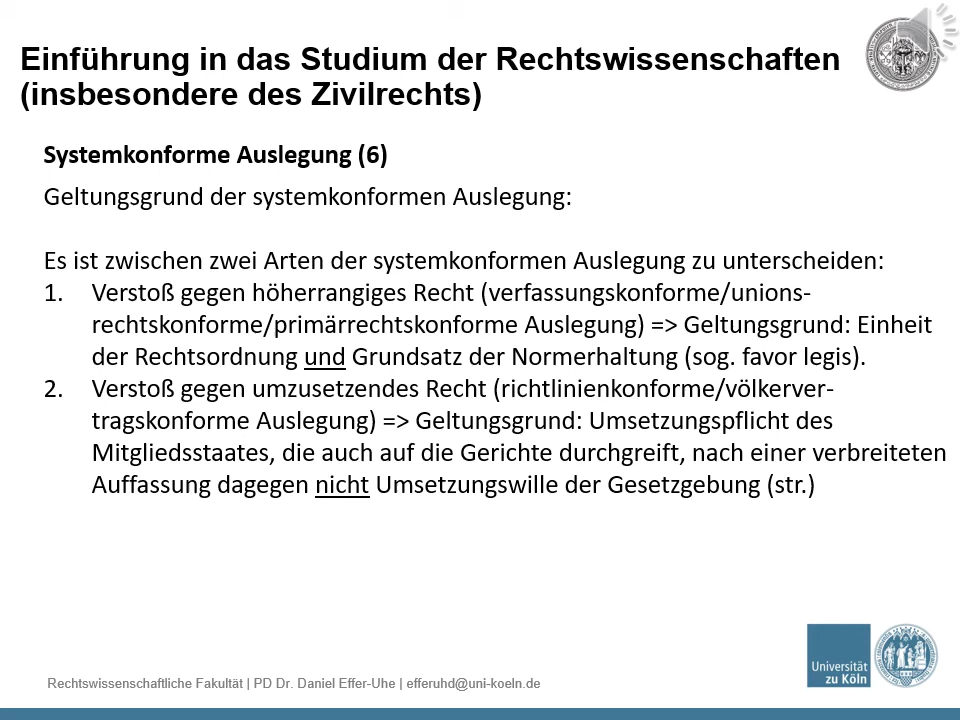 Einführung in das Studium der Rechtswissenschaften
(insbesondere des Zivilrechts)
Systemkonforme Auslegung (6)
Geltungsgrund der systemkonformen Auslegung:
Es ist zwischen zwei Arten der systemkonformen Auslegung zu unterscheiden:
1. Verstoß gegen höherrangiges Recht (verfassungskonforme/unions-
rechtskonforme/primärrechtskonforme Auslegung) => Geltungsgrund: Einheit
der Rechtsordnung und Grundsatz der Normerhaltung (sog. favor legis).
2. Verstoß gegen umzusetzendes Recht (richtlinienkonforme/völkerver-
tragskonforme Auslegung) => Geltungsgrund: Umsetzungspflicht des
Mitgliedsstaates, die auch auf die Gerichte durchgreift, nach einer verbreiteten
Auffassung dagegen nicht Umsetzungswille der Gesetzgebung (str.)
Universität
zu Köln
Rechtswissenschaftliche Fakultät | PD Dr. Daniel Effer-Uhe | efferuhd@uni-koeln.de